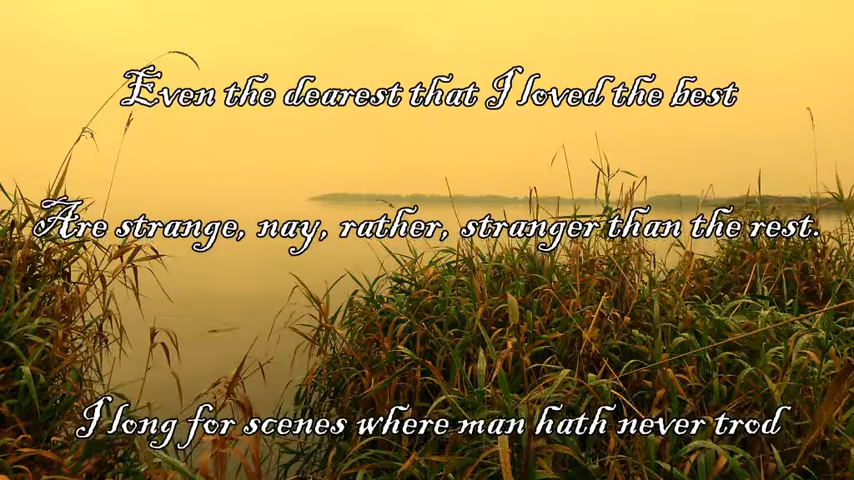 Even the dearest that I loved the best
Are strange, nay, rather, stranger than the rest.
I long for scenes where man hath never trod